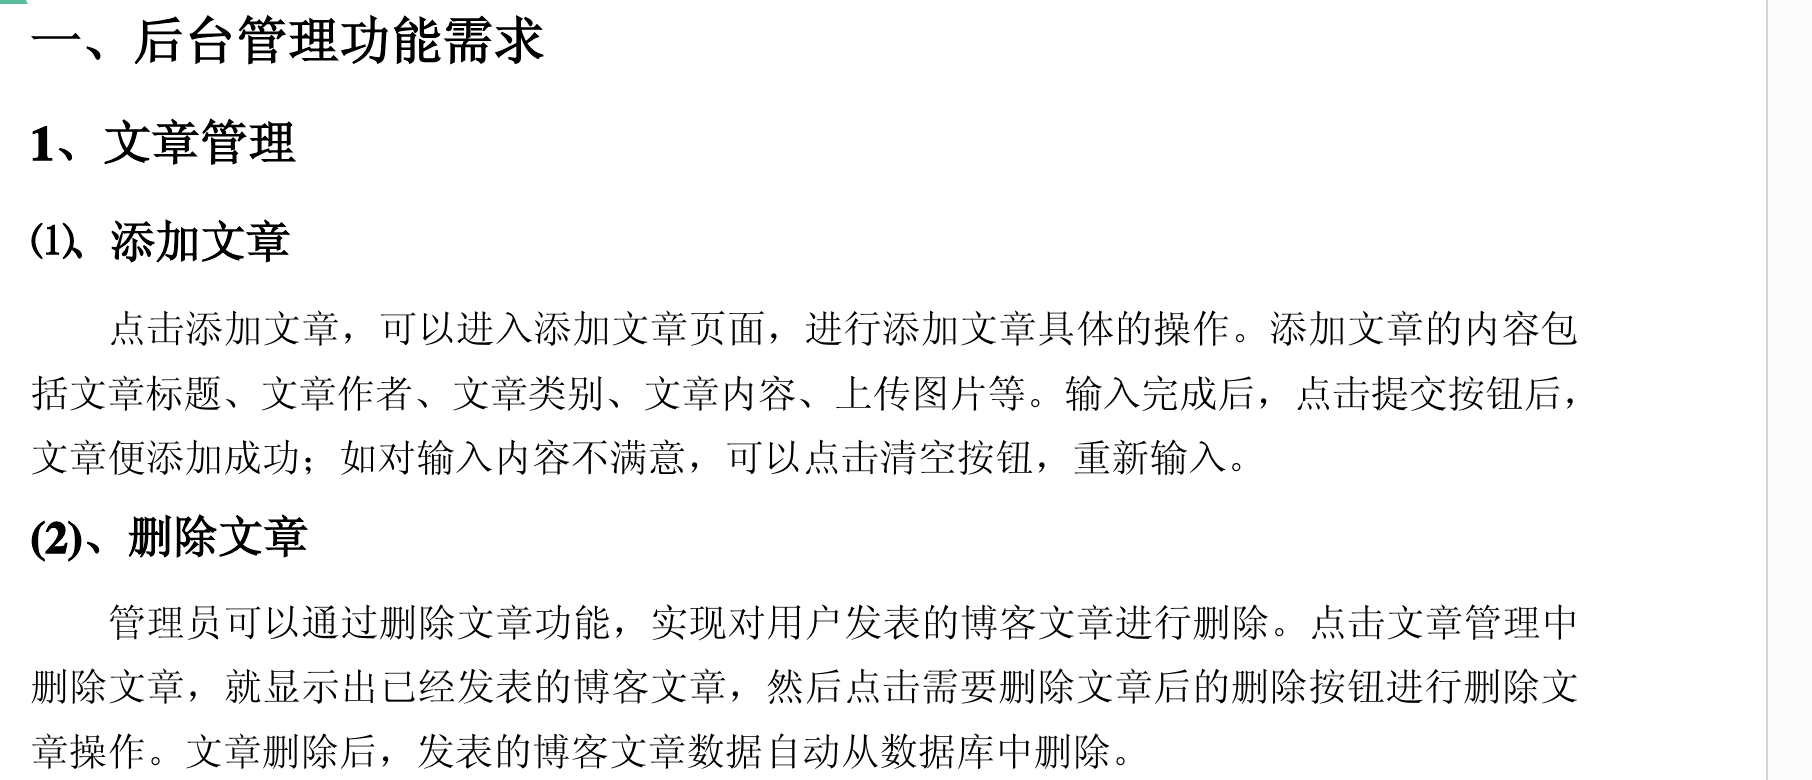 一、后台管理功能需求
1、文章管理
⑴、添加文章
点击添加文章，可以进入添加文章页面，进行添加文章具体的操作。添加文章的内容包
括文章标题、文章作者、文章类别、文章内容、上传图片等。输入完成后，点击提交按钮后，
文章便添加成功；如对输入内容不满意，可以点击清空按钮，重新输入。
(2)、删除文章
管理员可以通过删除文章功能，实现对用户发表的博客文章进行删除。点击文章管理中
删除文章，就显示出已经发表的博客文章，然后点击需要删除文章后的删除按钮进行删除文
章操作。文章删除后，发表的博客文章数据自动从数据库中删除。